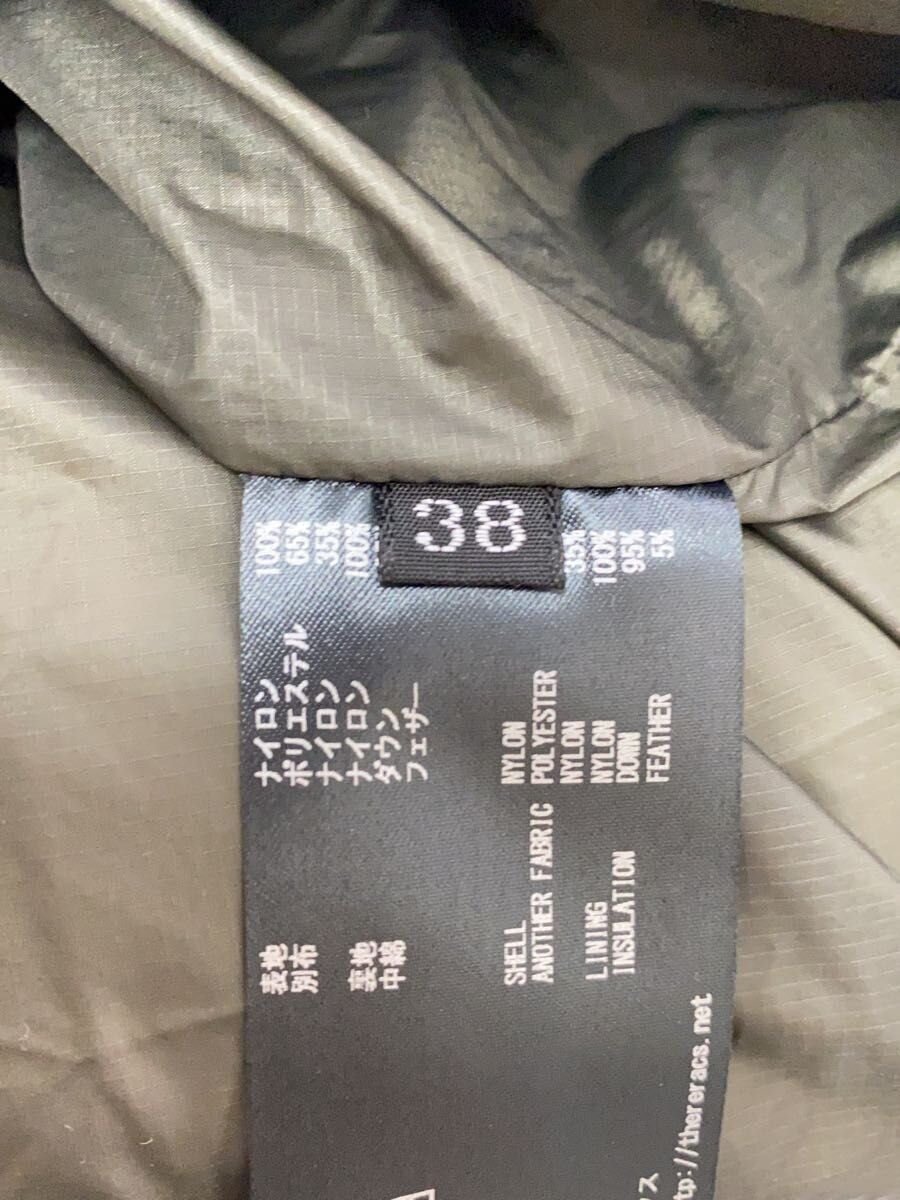 38
表地 ナイロン 100%
別布 ポリエステル 65%
ナイロン 35%
裏地 ナイロン 100%
中綿 ダウン
フェザー
SHELL NYLON
ANOTHER FABRIC POLYESTER
NYLON 35%
LINING NYLON 100%
INSULATION DOWN 95%
FEATHER 5%
ス
tp://thereracs.net